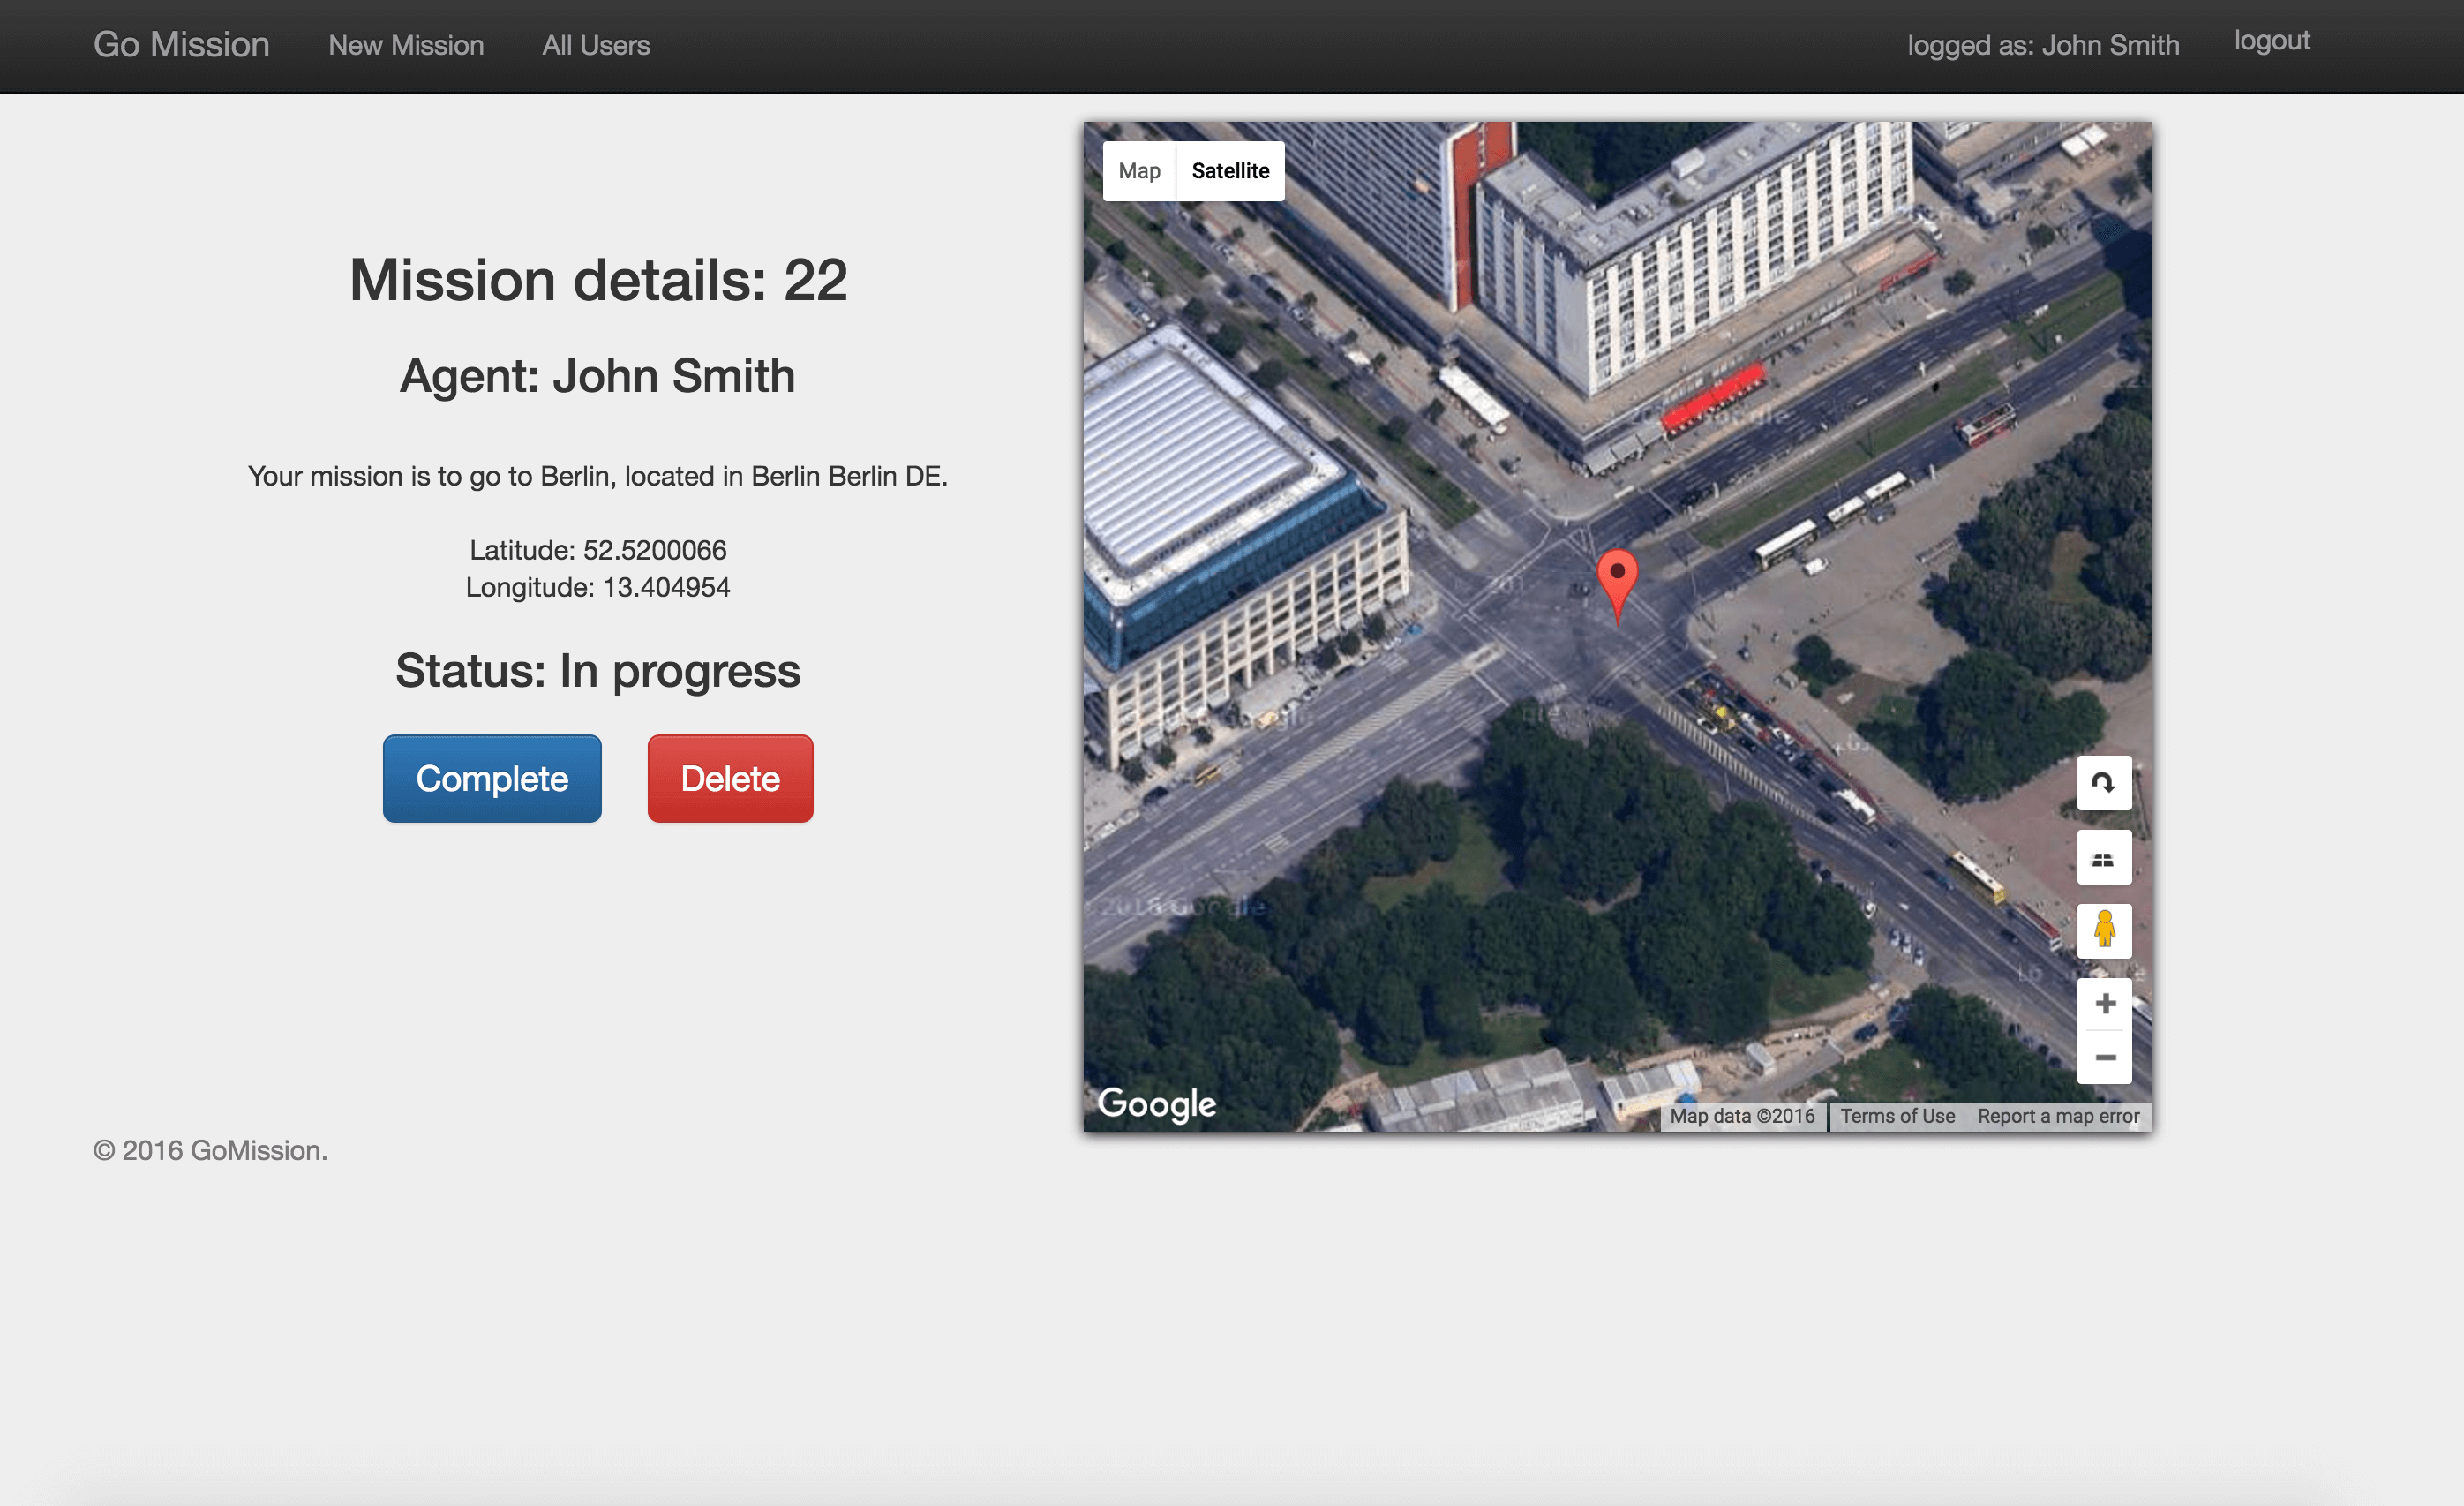 Go Mission New Mission All Users logged as: John Smith logout
Map Satellite
Mission details: 22
Agent: John Smith
Your mission is to go to Berlin, located in Berlin Berlin DE.
Latitude: 52.5200066
Longitude: 13.404954
Status: In progress
Complete Delete
Google
Map data ©2016 Terms of Use Report a map error
© 2016 GoMission.